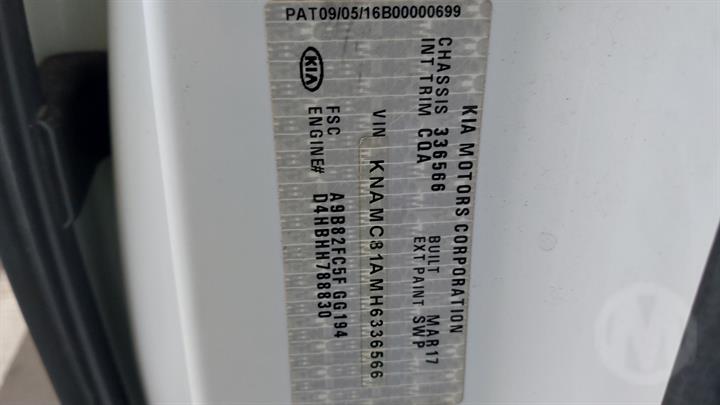 PAT09/05/16B00000699
KIA MOTORS CORPORATION
CHASSIS 336566 BUILT MAR17
INT TRIM CQA EXT PAINT SWP
VIN KNAMC81AMH6336566
KIA
FSC A9B82FC5F GG194
ENGINE# D4HBHH788830
M